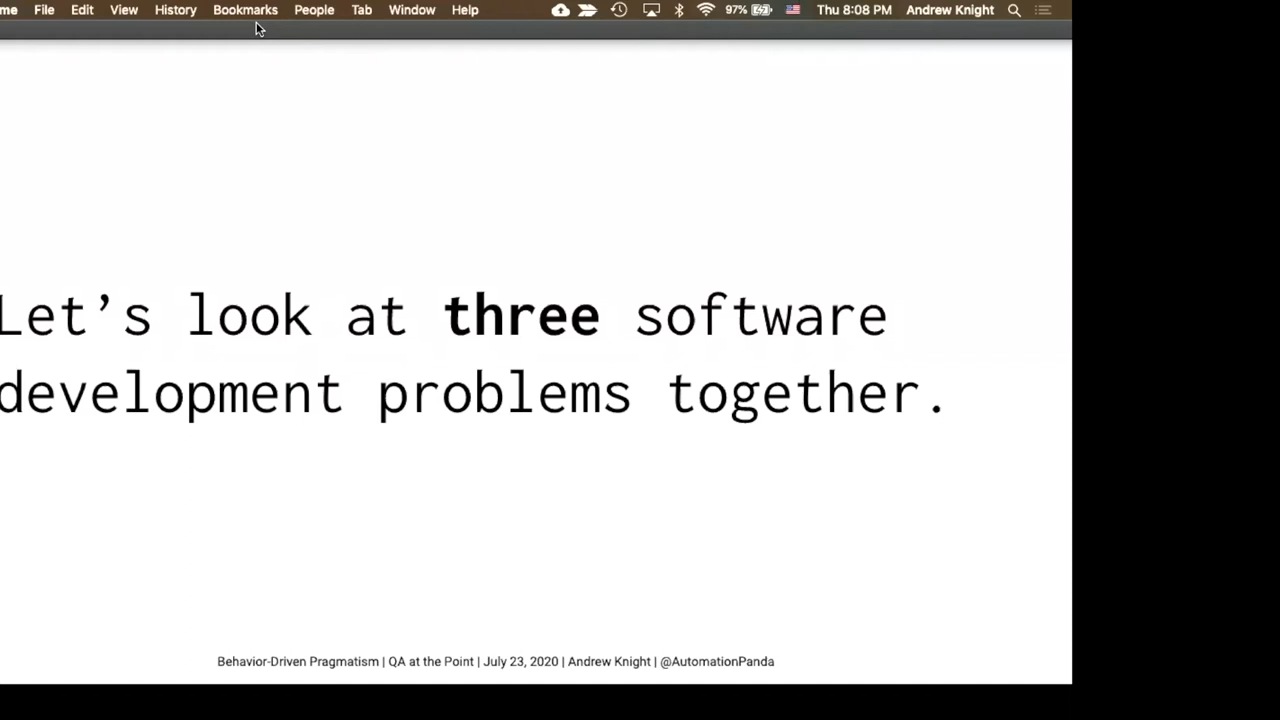 me File Edit View History Bookmarks People Tab Window Help 97% Thu 8:08 PM Andrew Knight
Let’s look at three software
development problems together.
Behavior-Driven Pragmatism | QA at the Point | July 23, 2020 | Andrew Knight | @AutomationPanda